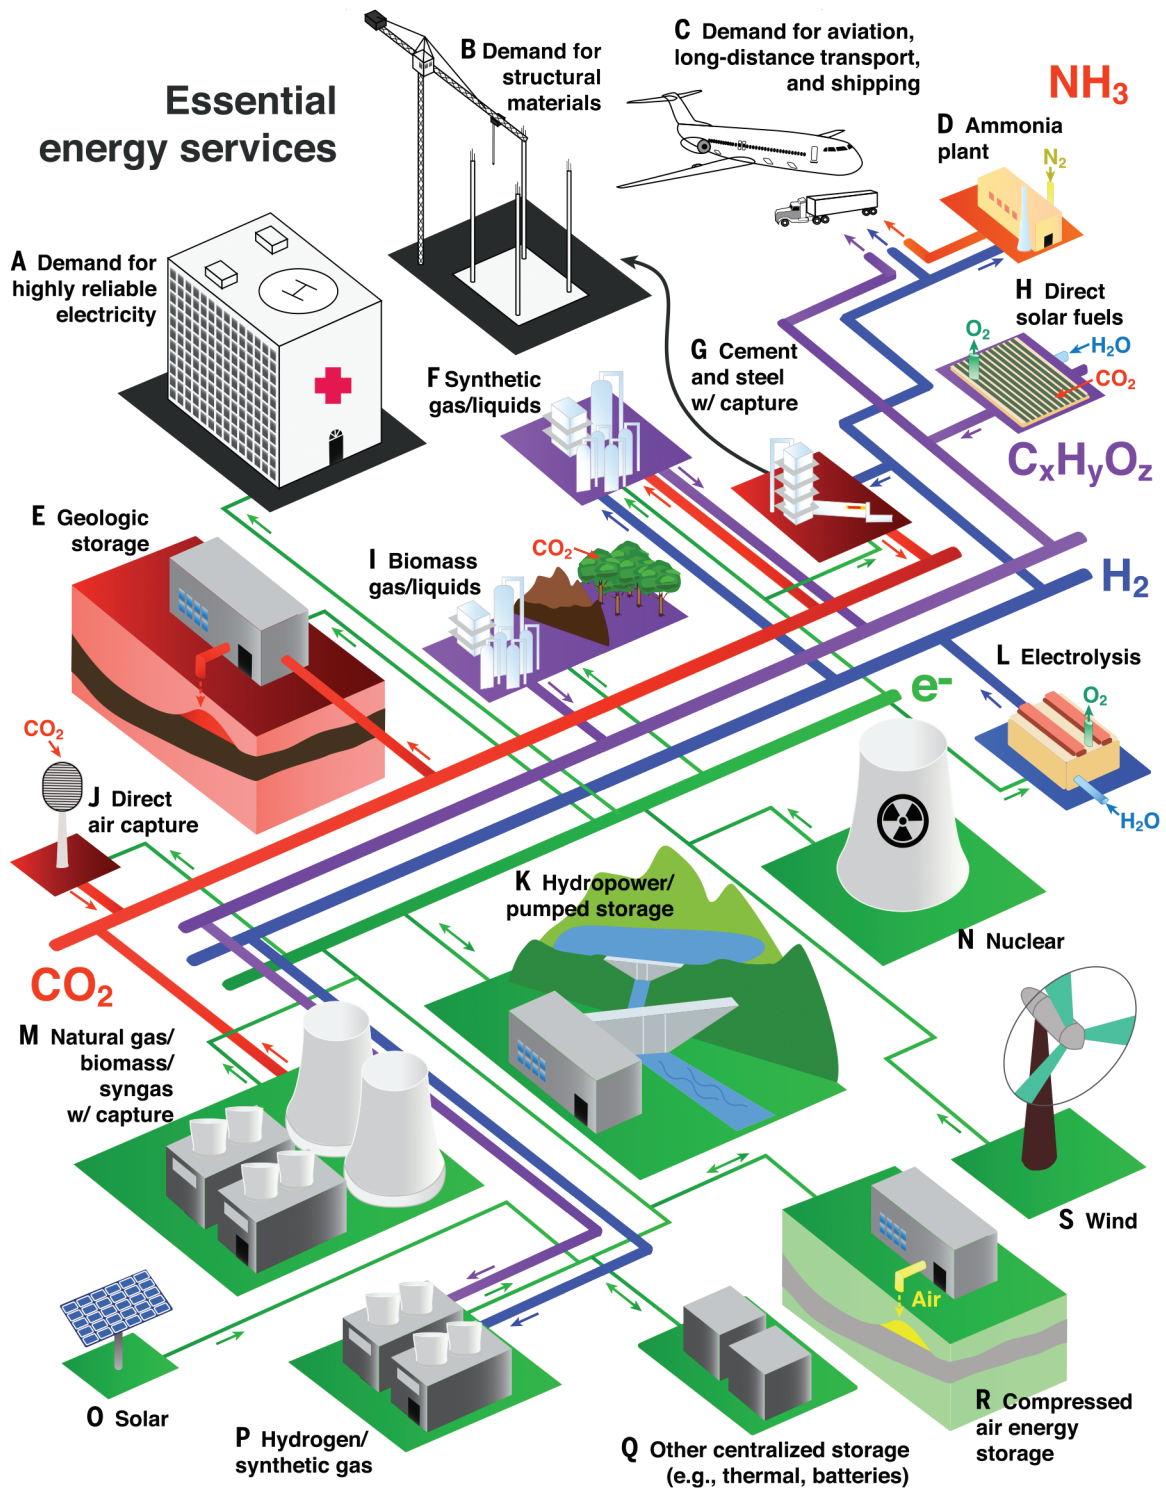 Essential
energy services
A Demand for
highly reliable
electricity
B Demand for
structural
materials
C Demand for aviation,
long-distance transport,
and shipping
NH3
D Ammonia
plant
N2
H
H Direct
solar fuels
O2
H2O
CO2
CxHyOz
G Cement
and steel
w/ capture
F Synthetic
gas/liquids
E Geologic
storage
I Biomass
gas/liquids
CO2
H2
L Electrolysis
O2
H2O
e-
CO2
J Direct
air capture
K Hydropower/
pumped storage
N Nuclear
CO2
M Natural gas/
biomass/
syngas
w/ capture
S Wind
Air
O Solar
P Hydrogen/
synthetic gas
Q Other centralized storage
(e.g., thermal, batteries)
R Compressed
air energy
storage